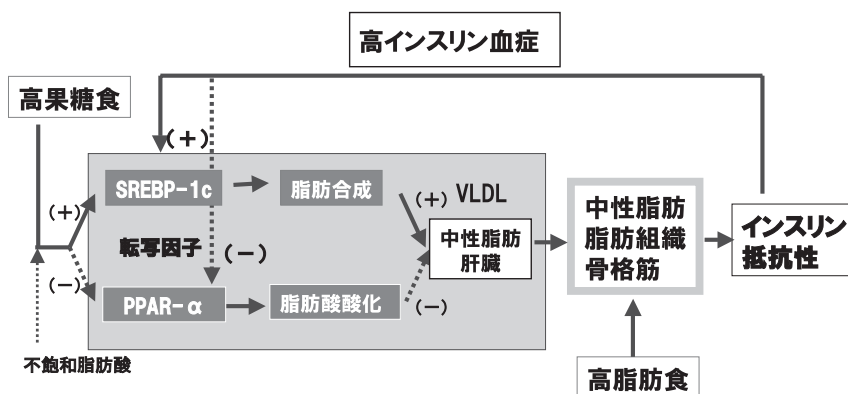 高インスリン血症
高果糖食
(+)
SREBP-1c
脂肪合成
(+)
VLDL
(+)
転写因子
(-)
中性脂肪
肝臓
中性脂肪
脂肪組織
骨格筋
インスリン
抵抗性
(-)
PPAR-α
脂肪酸酸化
(-)
不飽和脂肪酸
高脂肪食